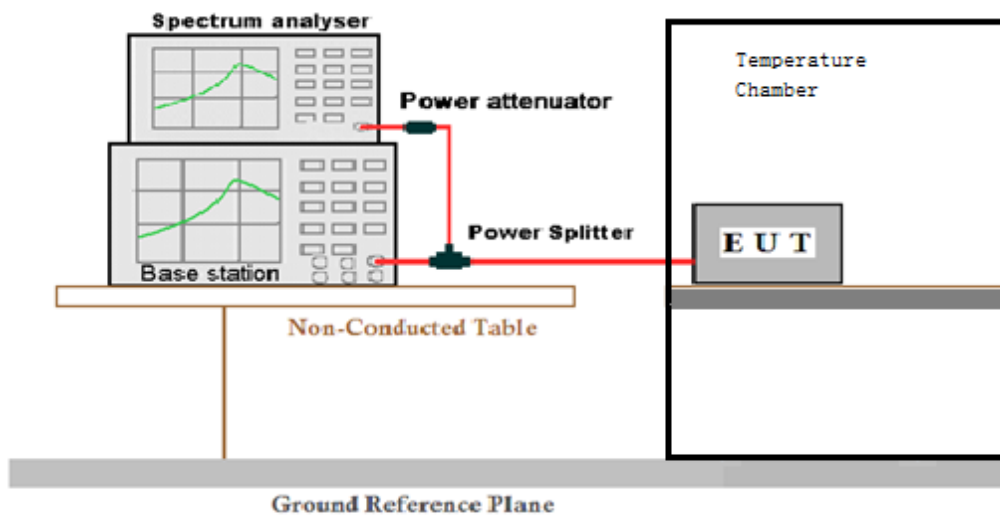 Spectrum analyser
Temperature
Chamber
Power attenuator
Power Splitter
E U T
Base station
Non-Conducted Table
Ground Reference Plane